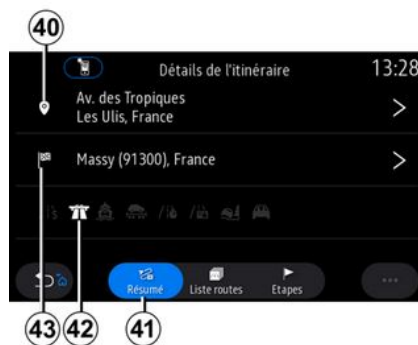 40
Détails de l'itinéraire
13:28
Av. des Tropiques
Les Ulis, France
Massy (91300), France
Résumé
Liste routes
Etapes
43
42
41